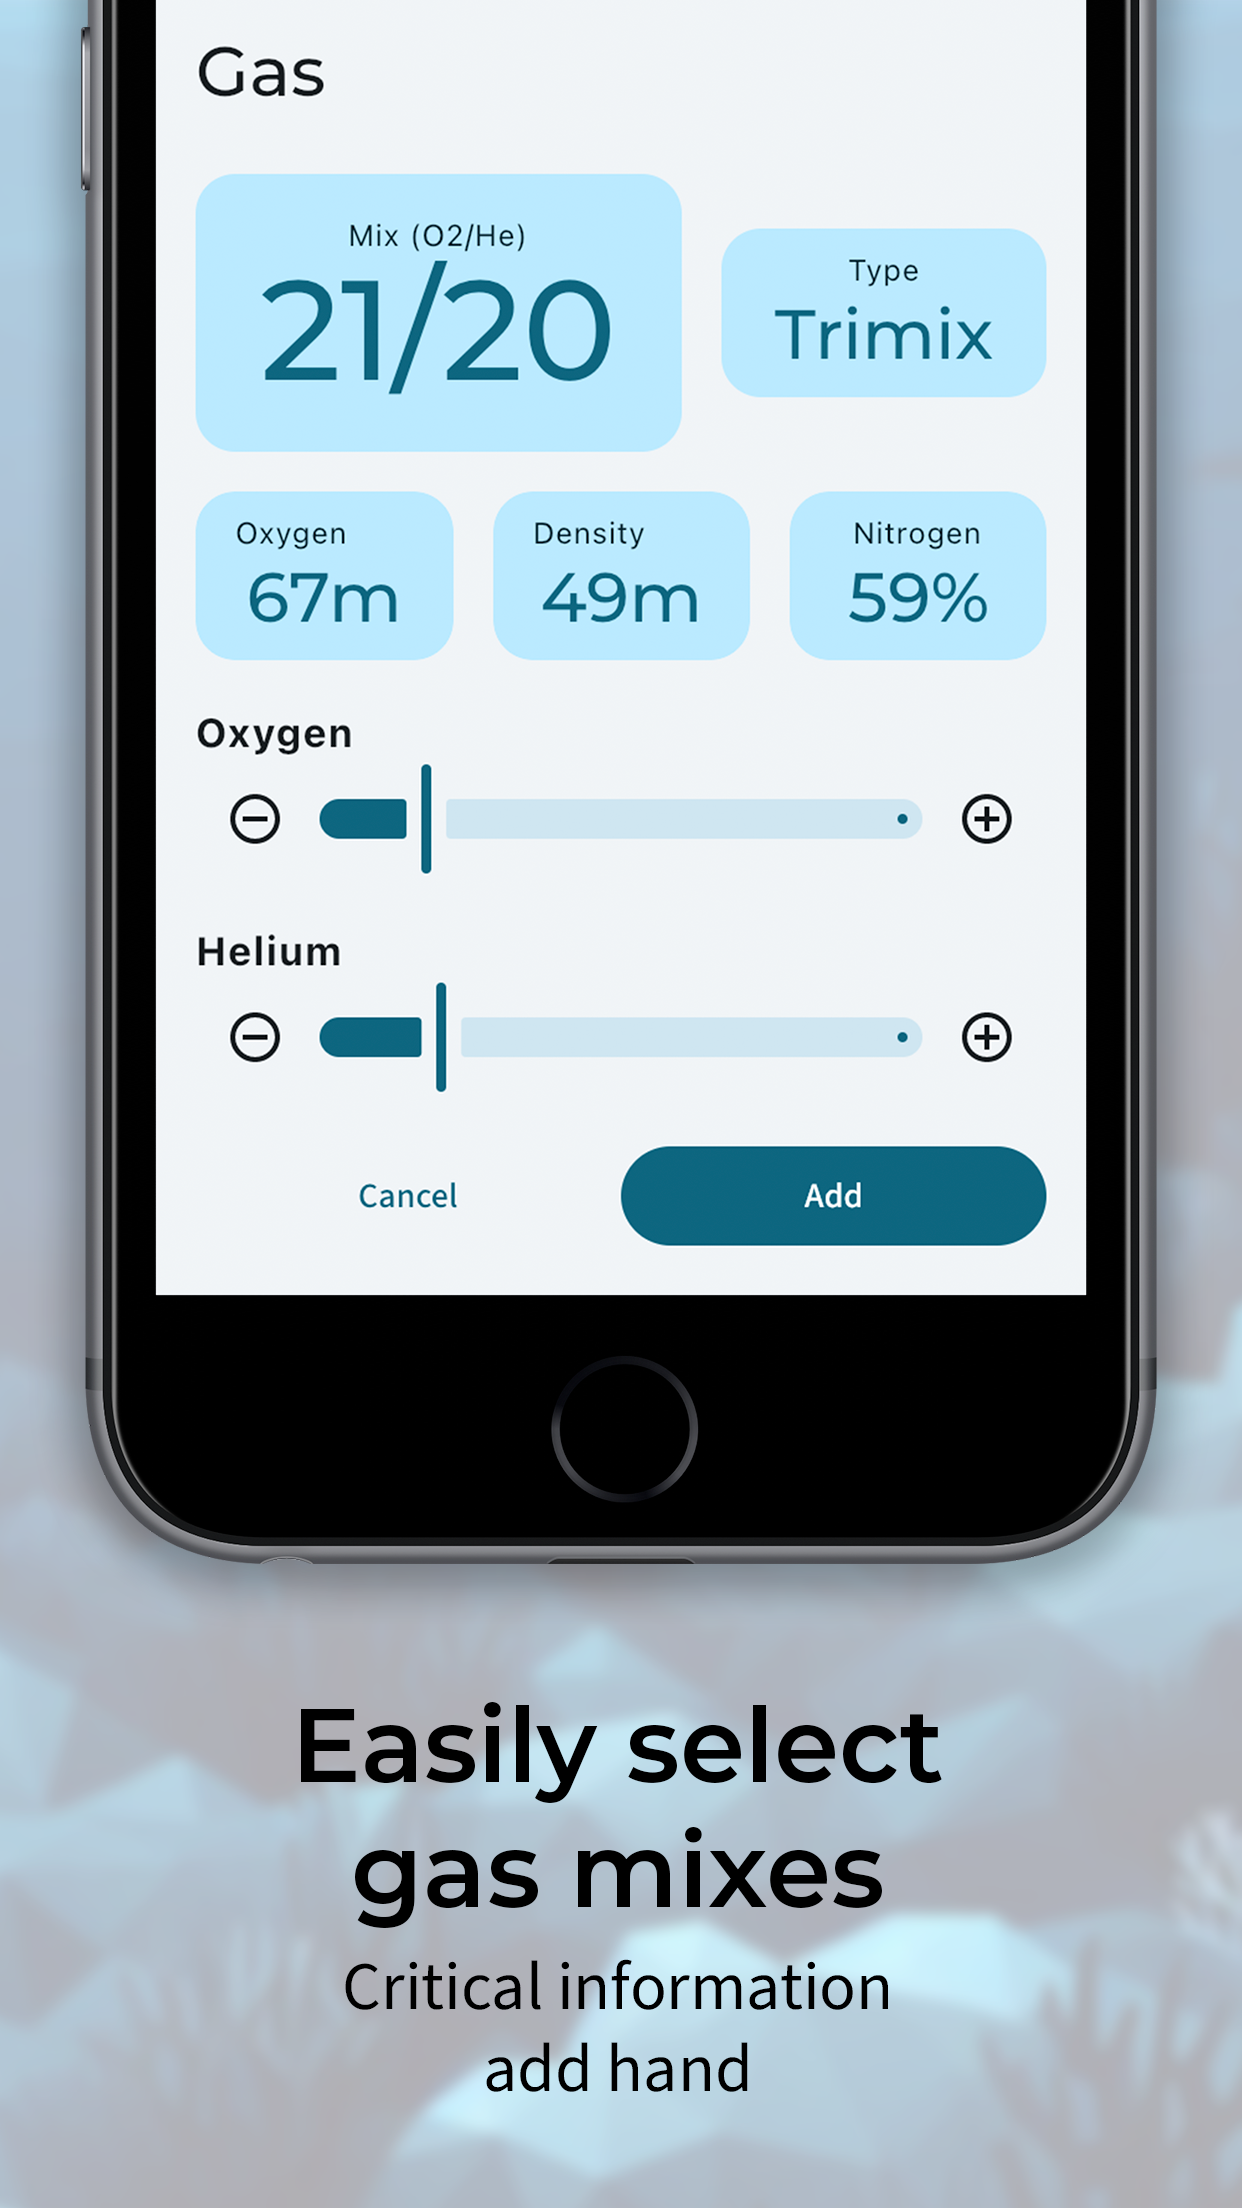 Gas
Mix (O2/He)
21/20
Type
Trimix
Oxygen
67m
Density
49m
Nitrogen
59%
Oxygen
Helium
Cancel
Add
Easily select
gas mixes
Critical information
add hand